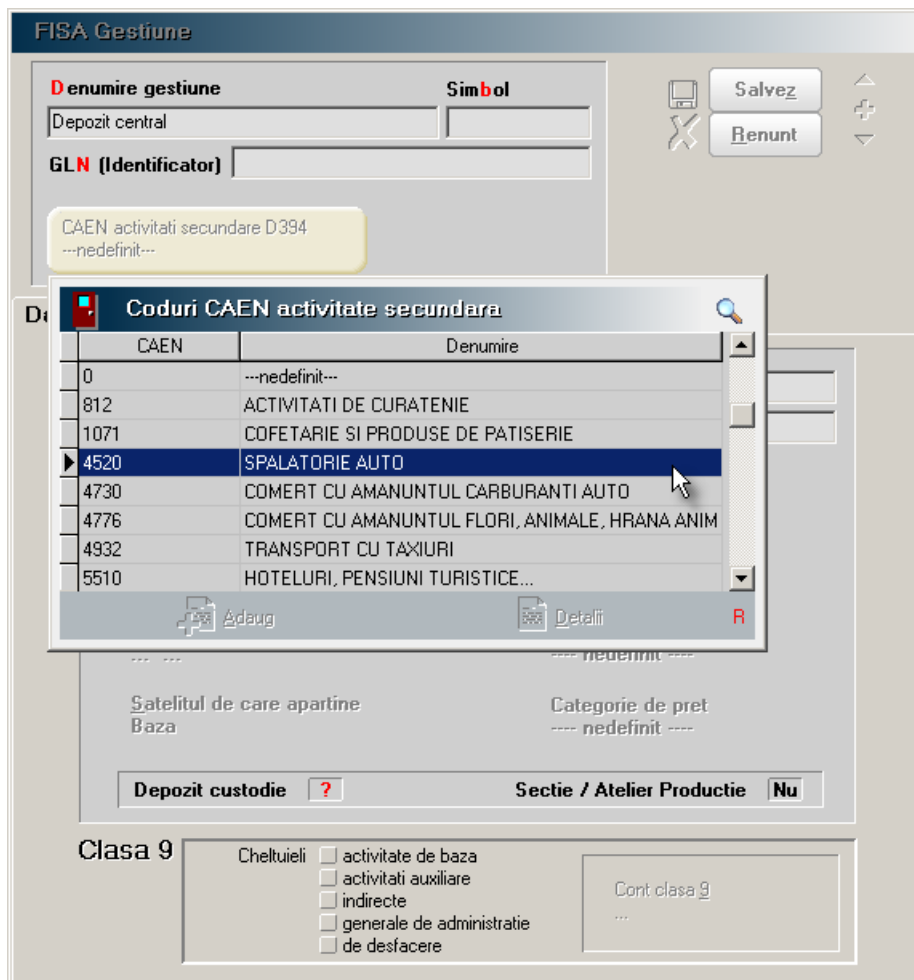 FISA Gestiune
Denumire gestiune Simbol
Depozit central
GLN (Identificator)
Salvez
Renunt
CAEN activitati secundare D394
---nedefinit---
Coduri CAEN activitate secundara
CAEN Denumire
0 ---nedefinit---
812 ACTIVITATI DE CURATENIE
1071 COFETARIE SI PRODUSE DE PATISERIE
4520 SPALATORIE AUTO
4730 COMERT CU AMANUNTUL CARBURANTI AUTO
4776 COMERT CU AMANUNTUL FLORI, ANIMALE, HRANA ANIM
4932 TRANSPORT CU TAXIURI
5510 HOTELURI, PENSIUNI TURISTICE...
Adaug Detalii R
... ... ---- nedefinit ----
Satelitul de care apartine Categorie de pret
Baza ---- nedefinit ----
Depozit custodie ? Sectie / Atelier Productie Nu
Clasa 9
Cheltuieli activitate de baza
activitati auxiliare
indirecte
generale de administratie
de desfacere
Cont clasa 9
...